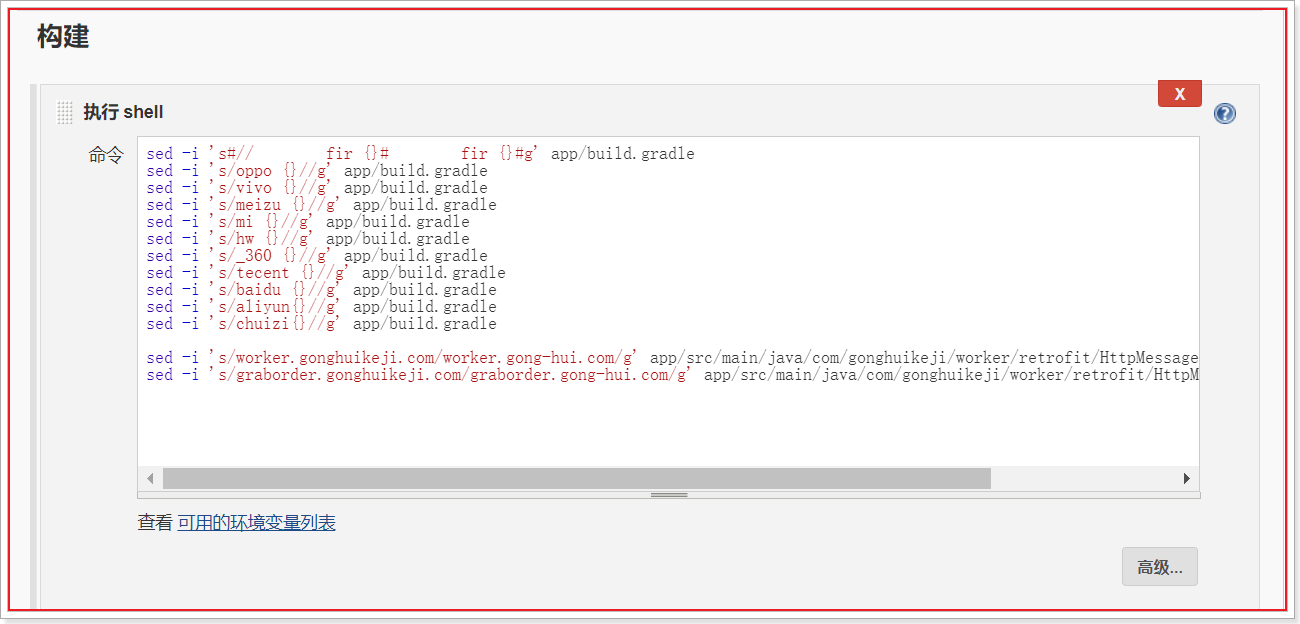 构建
X
执行 shell
命令
sed -i 's#//        fir {}#        fir {}#g' app/build.gradle
sed -i 's/oppo {}//g' app/build.gradle
sed -i 's/vivo {}//g' app/build.gradle
sed -i 's/meizu {}//g' app/build.gradle
sed -i 's/mi {}//g' app/build.gradle
sed -i 's/hw {}//g' app/build.gradle
sed -i 's/_360 {}//g' app/build.gradle
sed -i 's/tecent {}//g' app/build.gradle
sed -i 's/baidu {}//g' app/build.gradle
sed -i 's/aliyun{}//g' app/build.gradle
sed -i 's/chuizi{}//g' app/build.gradle
sed -i 's/worker.gonghuikeji.com/worker.gong-hui.com/g' app/src/main/java/com/gonghuikeji/worker/retrofit/HttpMessage
sed -i 's/graborder.gonghuikeji.com/graborder.gong-hui.com/g' app/src/main/java/com/gonghuikeji/worker/retrofit/HttpM
查看 可用的环境变量列表
高级...